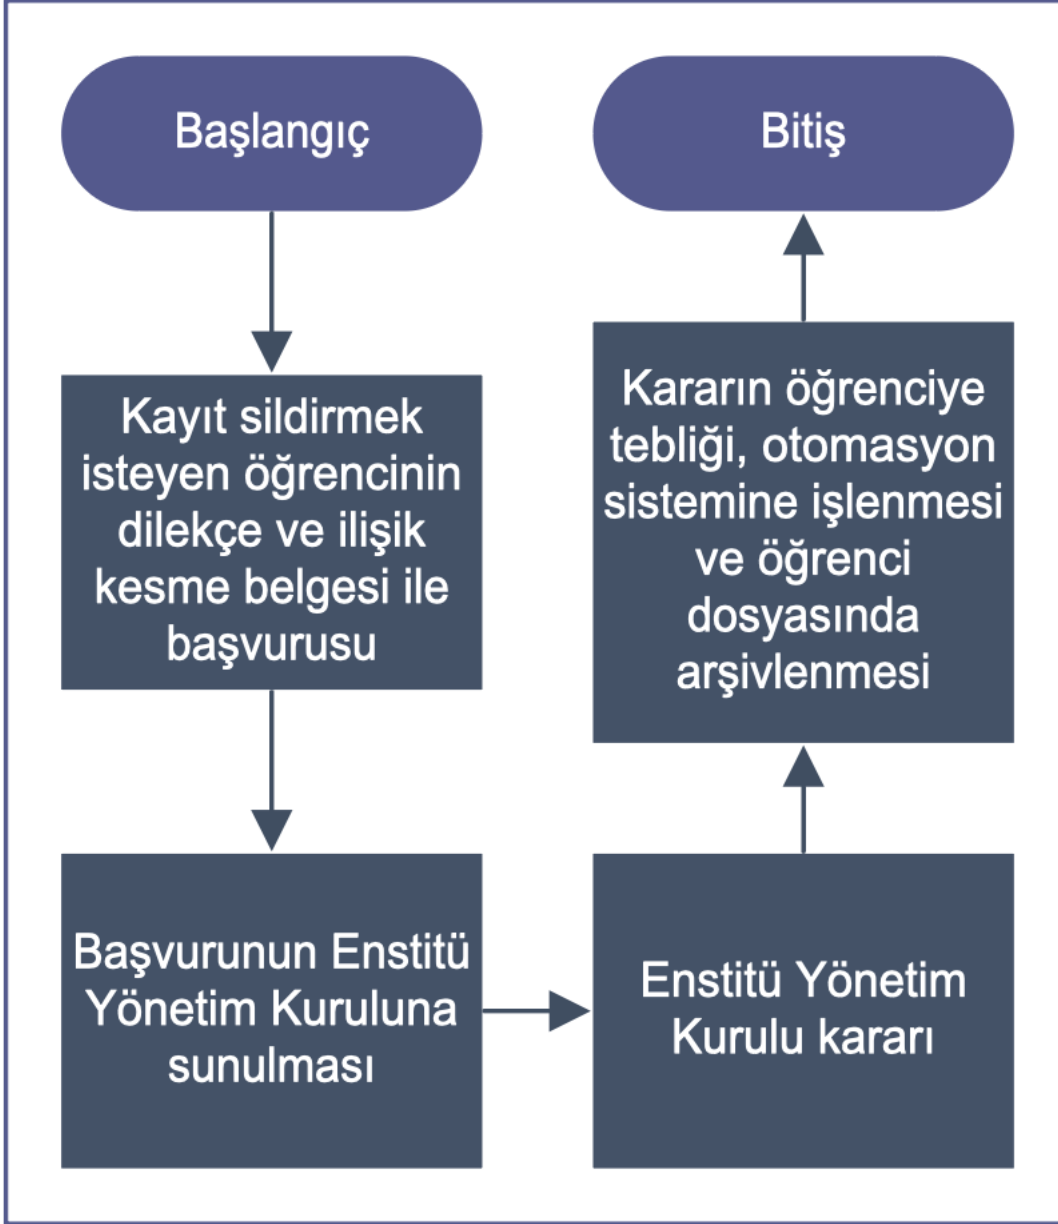 Başlangıç
Kayıt sildirmek
isteyen öğrencinin
dilekçe ve ilişik
kesme belgesi ile
başvurusu
Başvurunun Enstitü
Yönetim Kuruluna
sunulması
Enstitü Yönetim
Kurulu kararı
Kararın öğrenciye
tebliği, otomasyon
sistemine işlenmesi
ve öğrenci
dosyasında
arşivlenmesi
Bitiş